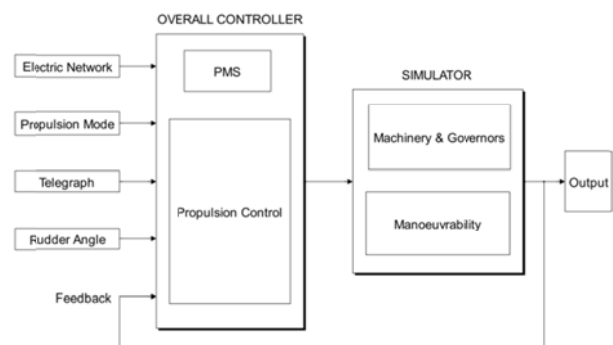 OVERALL CONTROLLER
Electric Network
PMS
SIMULATOR
Propulsion Mode
Machinery & Governors
Telegraph
Propulsion Control
Output
Manoeuvrability
Rudder Angle
Feedback